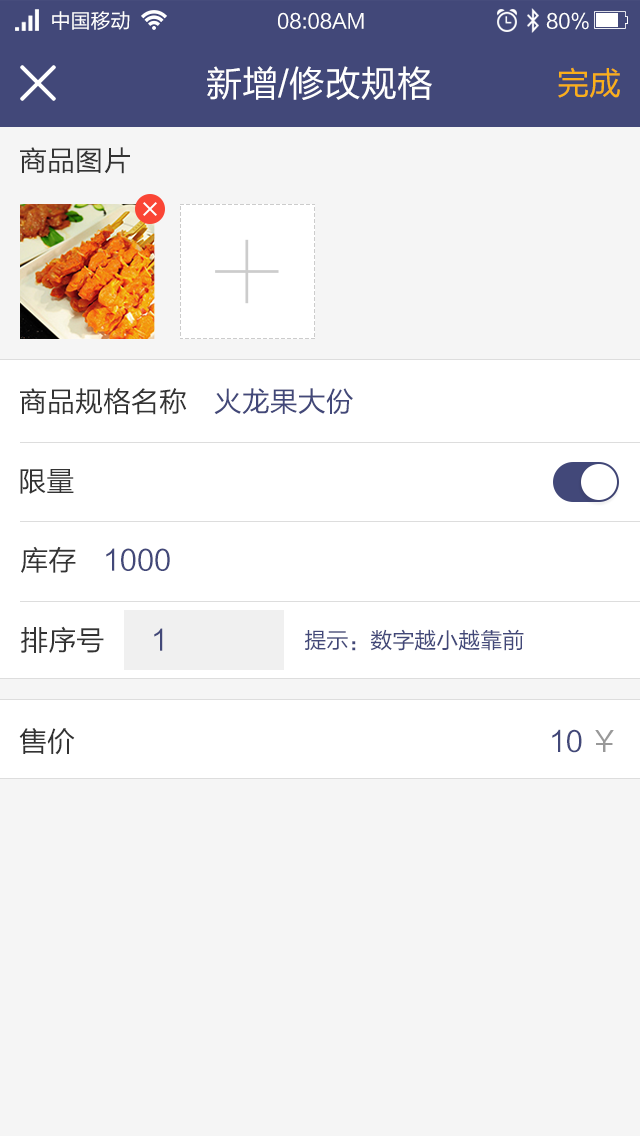 中国移动 08:08AM 80%
新增/修改规格 完成
商品图片
商品规格名称 火龙果大份
限量
库存 1000
排序号 1 提示：数字越小越靠前
售价 10 ¥